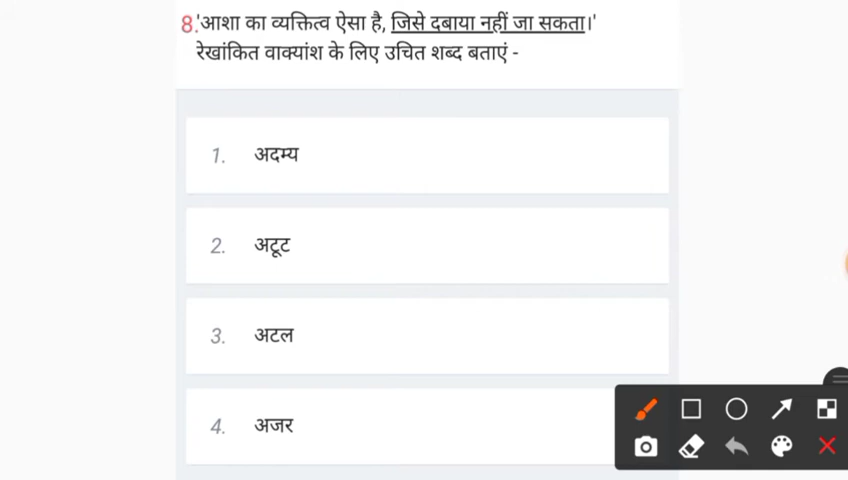 8.'आशा का व्यक्तित्व ऐसा है, जिसे दबाया नहीं जा सकता।'
रेखांकित वाक्यांश के लिए उचित शब्द बताएं -
1. अदम्य
2. अटूट
3. अटल
4. अजर